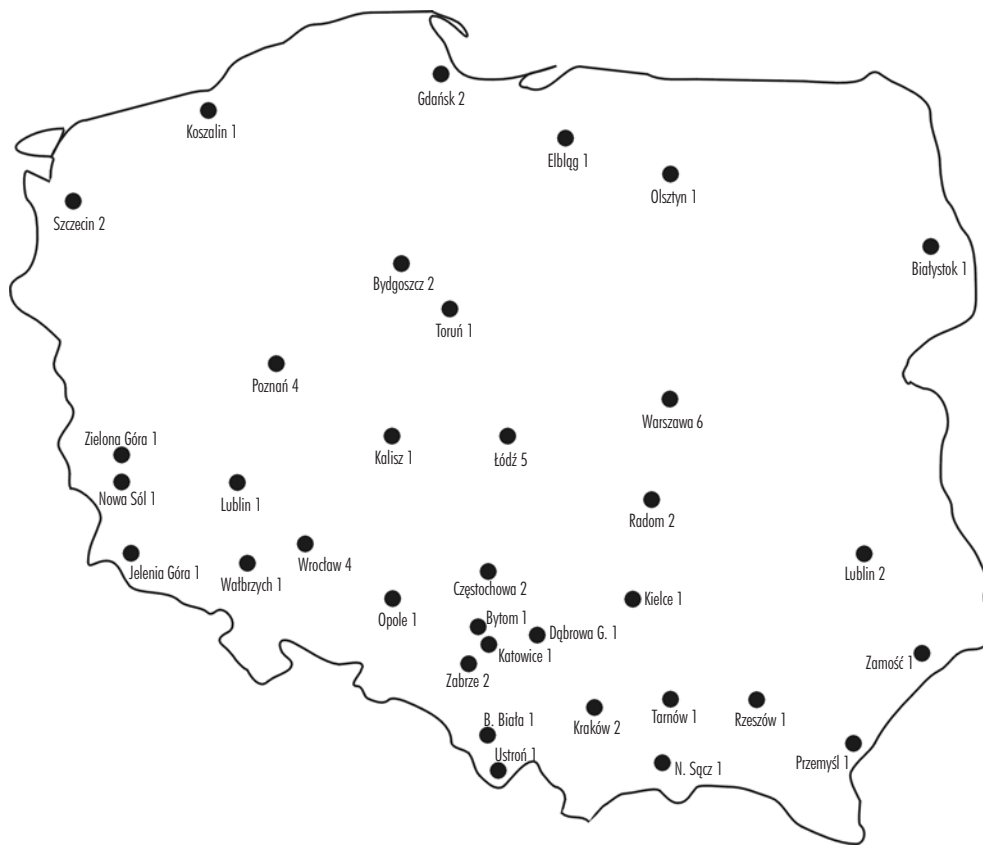 Gdańsk 2
Koszalin 1
Elbląg 1
Olsztyn 1
Szczecin 2
Białystok 1
Bydgoszcz 2
Toruń 1
Poznań 4
Warszawa 6
Zielona Góra 1
Kalisz 1
Łódź 5
Nowa Sól 1
Lublin 1
Radom 2
Jelenia Góra 1
Wałbrzych 1
Wrocław 4
Częstochowa 2
Lublin 2
Opole 1
Bytom 1
Kielce 1
Dąbrowa G. 1
Katowice 1
Zabrze 2
Zamość 1
B. Biała 1
Kraków 2
Tarnów 1
Rzeszów 1
Ustroń 1
N. Sącz 1
Przemyśl 1